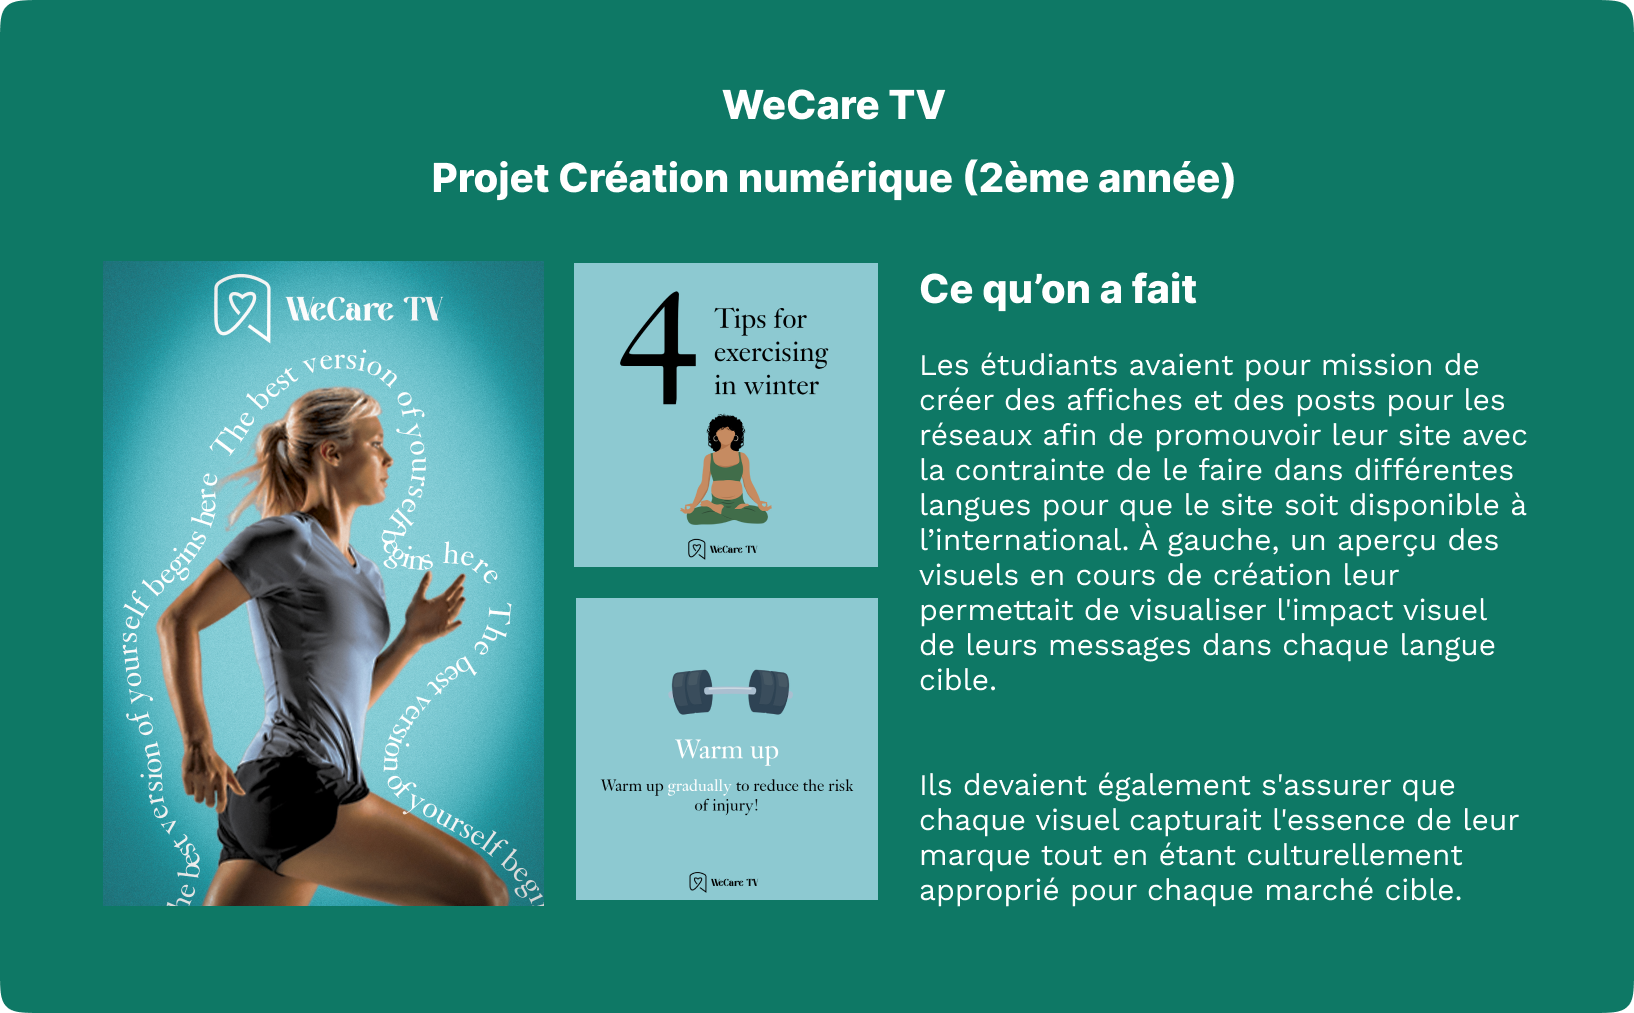 WeCare TV
Projet Création numérique (2ème année)
WeCare TV
The best version of yourself begins here The best version of yourself begins here The best version of yourself begi
4
Tips for
exercising
in winter
WeCare TV
Warm up
Warm up gradually to reduce the risk
of injury!
WeCare TV
Ce qu’on a fait
Les étudiants avaient pour mission de
créer des affiches et des posts pour les
réseaux afin de promouvoir leur site avec
la contrainte de le faire dans différentes
langues pour que le site soit disponible à
l’international. À gauche, un aperçu des
visuels en cours de création leur
permettait de visualiser l'impact visuel
de leurs messages dans chaque langue
cible.
Ils devaient également s'assurer que
chaque visuel capturait l'essence de leur
marque tout en étant culturellement
approprié pour chaque marché cible.